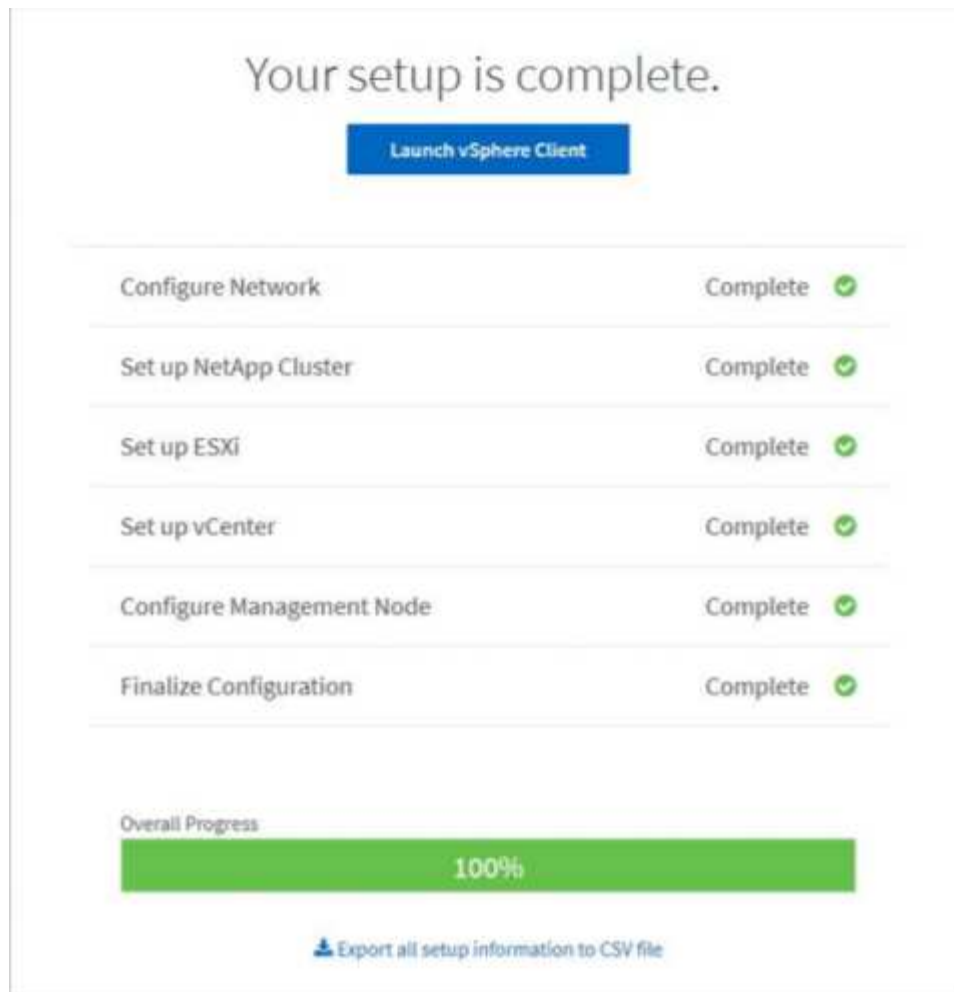 Your setup is complete.
Launch vSphere Client
Configure Network Complete
Set up NetApp Cluster Complete
Set up ESXi Complete
Set up vCenter Complete
Configure Management Node Complete
Finalize Configuration Complete
Overall Progress
100%
Export all setup information to CSV file